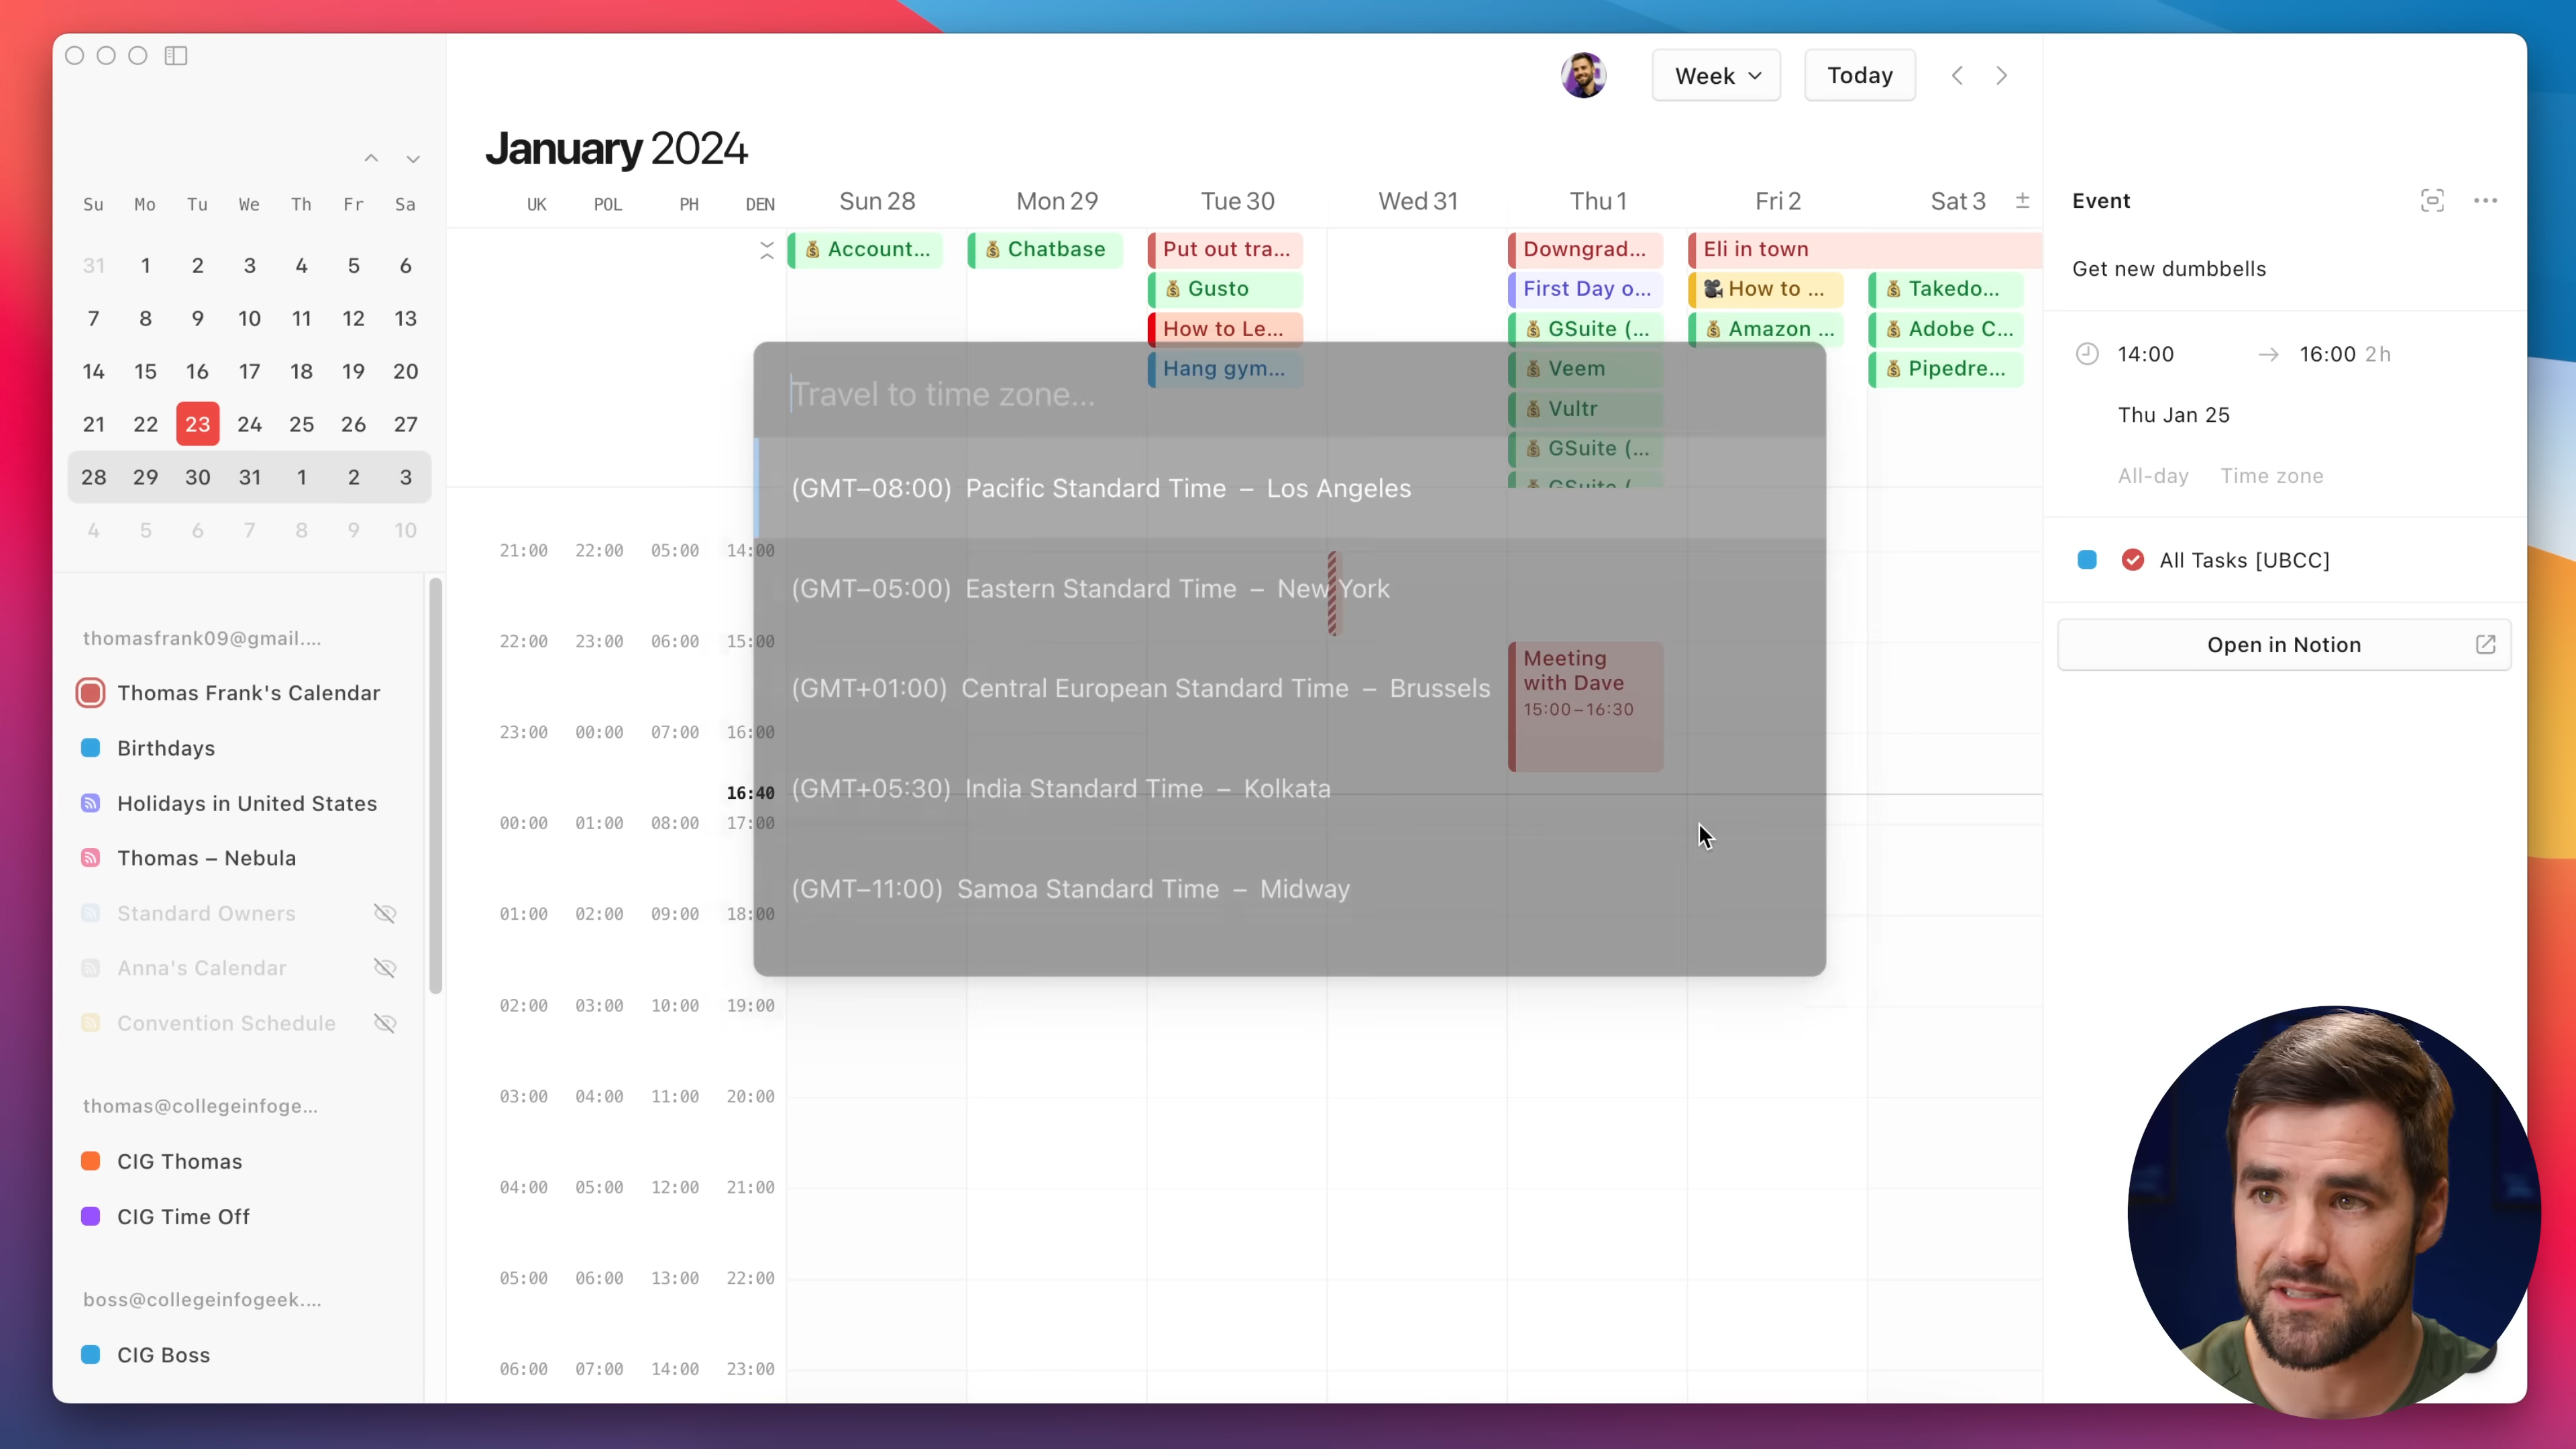 Week
Today
January 2024
Su Mo Tu We Th Fr Sa
31 1 2 3 4 5 6
7 8 9 10 11 12 13
14 15 16 17 18 19 20
21 22 23 24 25 26 27
28 29 30 31 1 2 3
4 5 6 7 8 9 10
thomasfrank09@gmail....
Thomas Frank's Calendar
Birthdays
Holidays in United States
Thomas – Nebula
Standard Owners
Anna's Calendar
Convention Schedule
thomas@collegeinfoge...
CIG Thomas
CIG Time Off
boss@collegeinfogeek....
CIG Boss
UK POL PH DEN Sun 28 Mon 29 Tue 30 Wed 31 Thu 1 Fri 2 Sat 3
Account... Chatbase Put out tra... Downgrad... Eli in town
Gusto First Day o... How to ... Takedo...
How to Le... GSuite (... Amazon ... Adobe C...
Hang gym... Veem Pipedre...
Vultr
GSuite (...
GSuite (
Travel to time zone...
(GMT–08:00) Pacific Standard Time – Los Angeles
(GMT–05:00) Eastern Standard Time – New York
(GMT+01:00) Central European Standard Time – Brussels
(GMT+05:30) India Standard Time – Kolkata
(GMT–11:00) Samoa Standard Time – Midway
Meeting
with Dave
15:00–16:30
21:00 22:00 05:00 14:00
22:00 23:00 06:00 15:00
23:00 00:00 07:00 16:00
16:40
00:00 01:00 08:00 17:00
01:00 02:00 09:00 18:00
02:00 03:00 10:00 19:00
03:00 04:00 11:00 20:00
04:00 05:00 12:00 21:00
05:00 06:00 13:00 22:00
06:00 07:00 14:00 23:00
Event
Get new dumbbells
14:00 → 16:00 2h
Thu Jan 25
All-day Time zone
All Tasks [UBCC]
Open in Notion